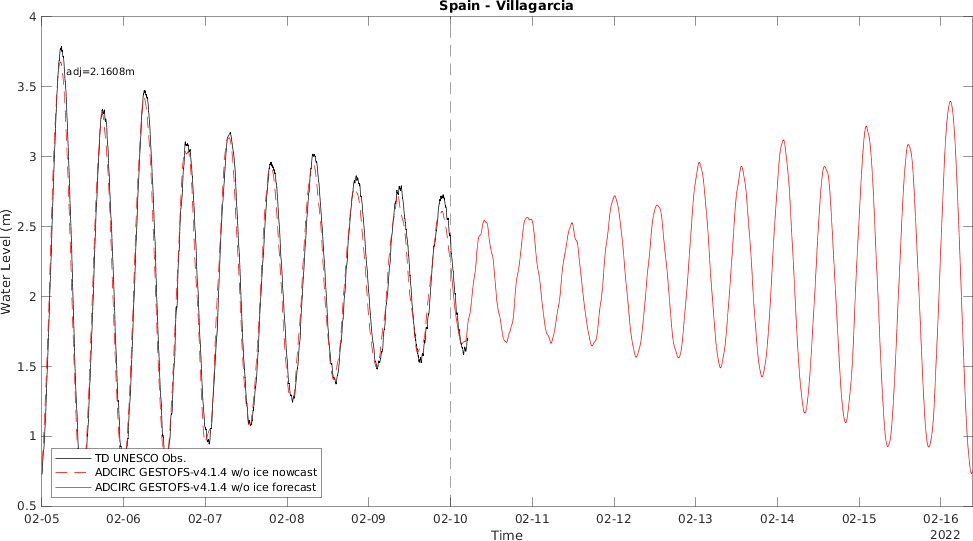 Spain - Villagarcia
adj=2.1608m
4
3.5
3
2.5
2
1.5
1
0.5
Water Level (m)
TD UNESCO Obs.
ADCIRC GESTOFS-v4.1.4 w/o ice nowcast
ADCIRC GESTOFS-v4.1.4 w/o ice forecast
02-05 02-06 02-07 02-08 02-09 02-10 02-11 02-12 02-13 02-14 02-15 02-16
Time
2022